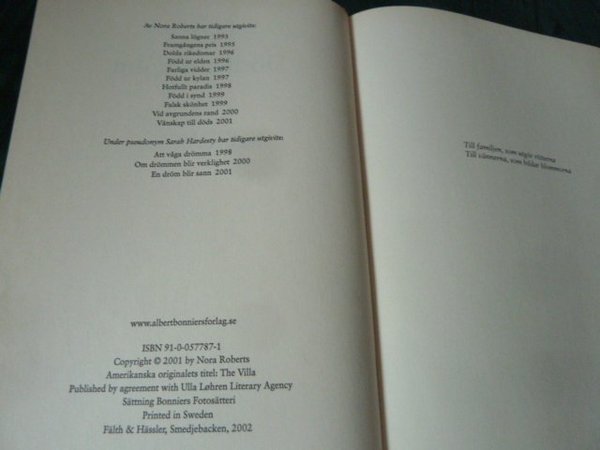 Av Nora Roberts har tidigare utgivits:
Sanna lögner 1993
Framgångens pris 1995
Dolda rikedomar 1996
Född ur elden 1996
Farliga vidder 1997
Född ur kylan 1997
Hotfullt paradis 1998
Född i synd 1999
Falsk skönhet 1999
Vid avgrundens rand 2000
Vänskap till döds 2001
Under pseudonym Sarah Hardesty har tidigare utgivits:
Att våga drömma 1998
Om drömmen blir verklighet 2000
En dröm blir sann 2001
www.albertbonniersforlag.se
ISBN 91-0-057787-1
Copyright © 2001 by Nora Roberts
Amerikanska originalets titel: The Villa
Published by agreement with Ulla Løhren Literary Agency
Sättning Bonniers Fotosätteri
Printed in Sweden
Fälth & Hässler, Smedjebacken, 2002
Till familjen, som utgör rötterna
Till vännerna, som bildar blommorna